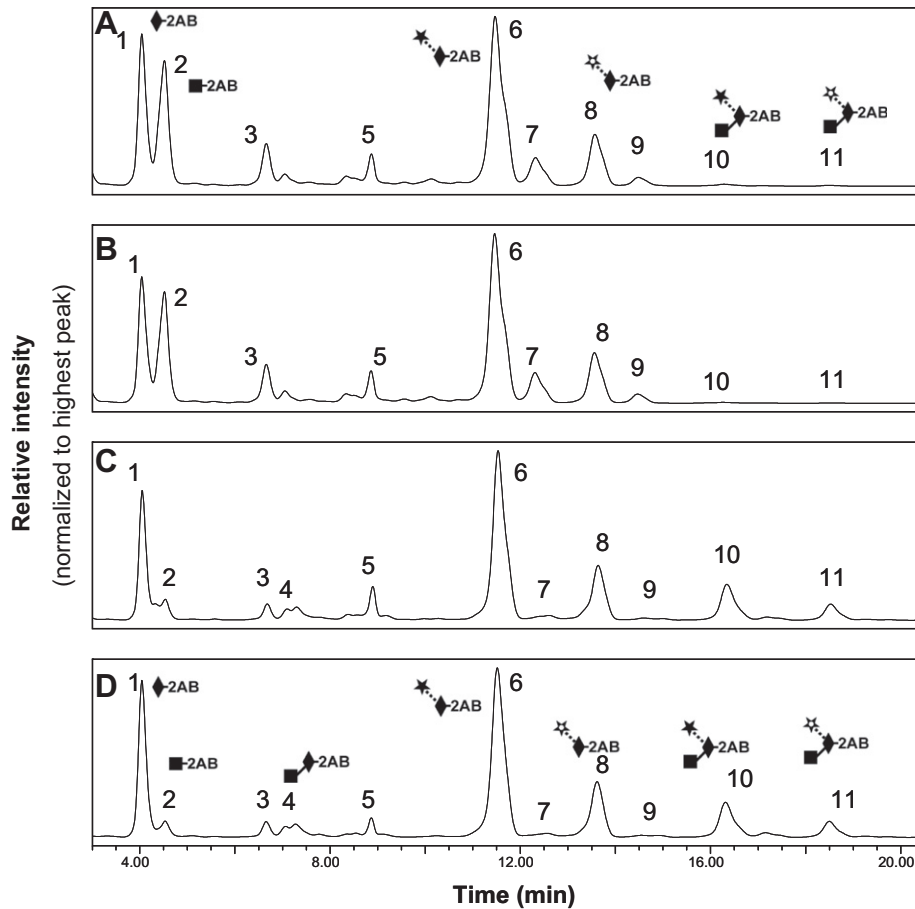 A
1
2AB
2
2AB
3
5
2AB
6
7
2AB
8
9
2AB
10
2AB
11
B
1
2
3
5
6
7
8
9
10
11
C
1
2
3
4
5
6
7
8
9
10
11
D
1
2AB
2AB
2
3
2AB
4
5
2AB
6
7
2AB
8
9
2AB
10
2AB
11
Relative intensity
(normalized to highest peak)
4.00 8.00 12.00 16.00 20.00
Time (min)